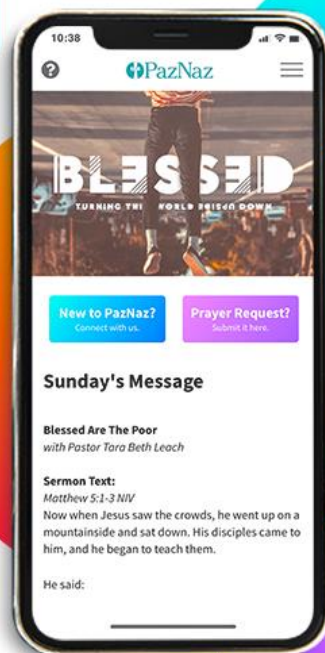 10:38
PazNaz
BLESSED
TURNING THE WORLD UPSIDE DOWN
New to PazNaz?
Connect with us.
Prayer Request?
Submit it here.
Sunday's Message
Blessed Are The Poor
with Pastor Tara Beth Leach
Sermon Text:
Matthew 5:1-3 NIV
Now when Jesus saw the crowds, he went up on a
mountainside and sat down. His disciples came to
him, and he began to teach them.
He said: